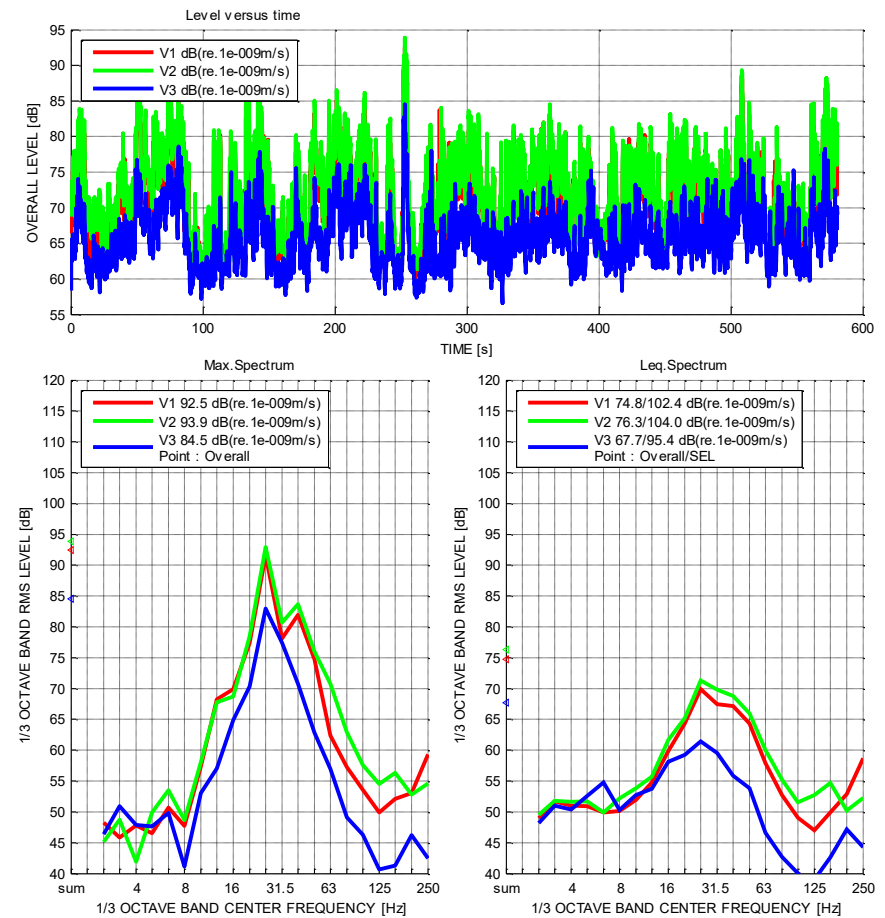 Level versus time
95
90
85
80
75
70
65
60
55
OVERALL LEVEL [dB]
V1 dB(re.1e-009m/s)
V2 dB(re.1e-009m/s)
V3 dB(re.1e-009m/s)
0 100 200 300 400 500 600
TIME [s]
Max.Spectrum
120
115
110
105
100
95
90
85
80
75
70
65
60
55
50
45
40
1/3 OCTAVE BAND RMS LEVEL [dB]
V1 92.5 dB(re.1e-009m/s)
V2 93.9 dB(re.1e-009m/s)
V3 84.5 dB(re.1e-009m/s)
Point : Overall
sum 4 8 16 31.5 63 125 250
1/3 OCTAVE BAND CENTER FREQUENCY [Hz]
Leq.Spectrum
120
115
110
105
100
95
90
85
80
75
70
65
60
55
50
45
40
1/3 OCTAVE BAND RMS LEVEL [dB]
V1 74.8/102.4 dB(re.1e-009m/s)
V2 76.3/104.0 dB(re.1e-009m/s)
V3 67.7/95.4 dB(re.1e-009m/s)
Point : Overall/SEL
sum 4 8 16 31.5 63 125 250
1/3 OCTAVE BAND CENTER FREQUENCY [Hz]